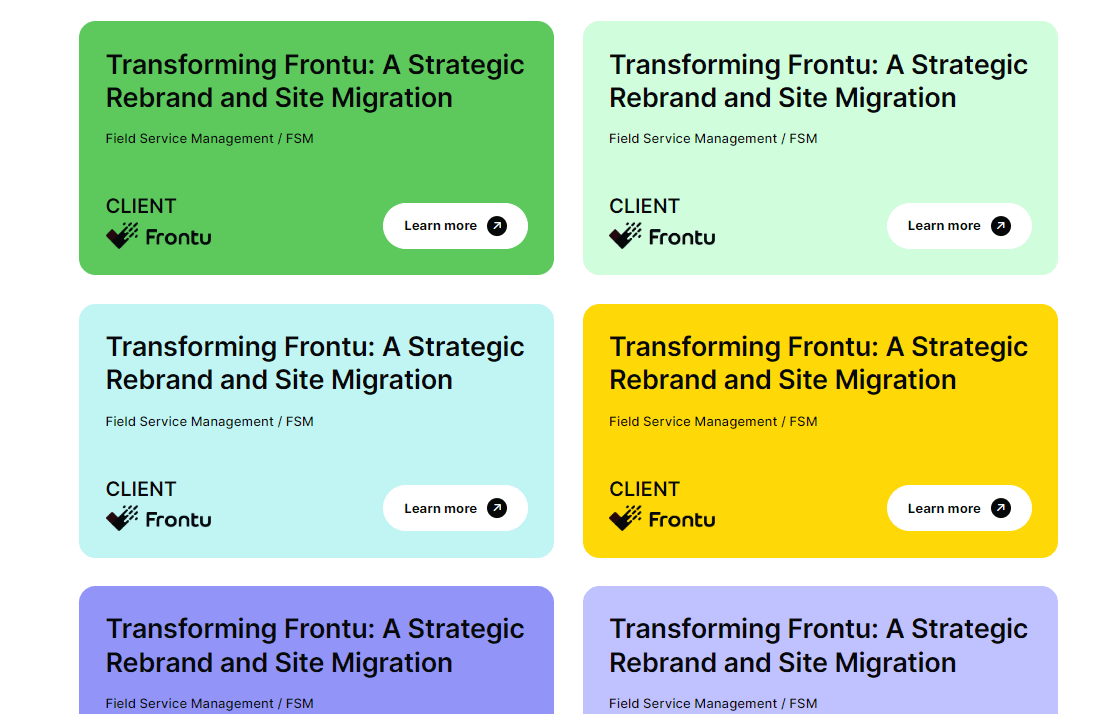 Transforming Frontu: A Strategic
Rebrand and Site Migration
Field Service Management / FSM
CLIENT
Frontu
Learn more
Transforming Frontu: A Strategic
Rebrand and Site Migration
Field Service Management / FSM
CLIENT
Frontu
Learn more
Transforming Frontu: A Strategic
Rebrand and Site Migration
Field Service Management / FSM
CLIENT
Frontu
Learn more
Transforming Frontu: A Strategic
Rebrand and Site Migration
Field Service Management / FSM
CLIENT
Frontu
Learn more
Transforming Frontu: A Strategic
Rebrand and Site Migration
Field Service Management / FSM
Transforming Frontu: A Strategic
Rebrand and Site Migration
Field Service Management / FSM